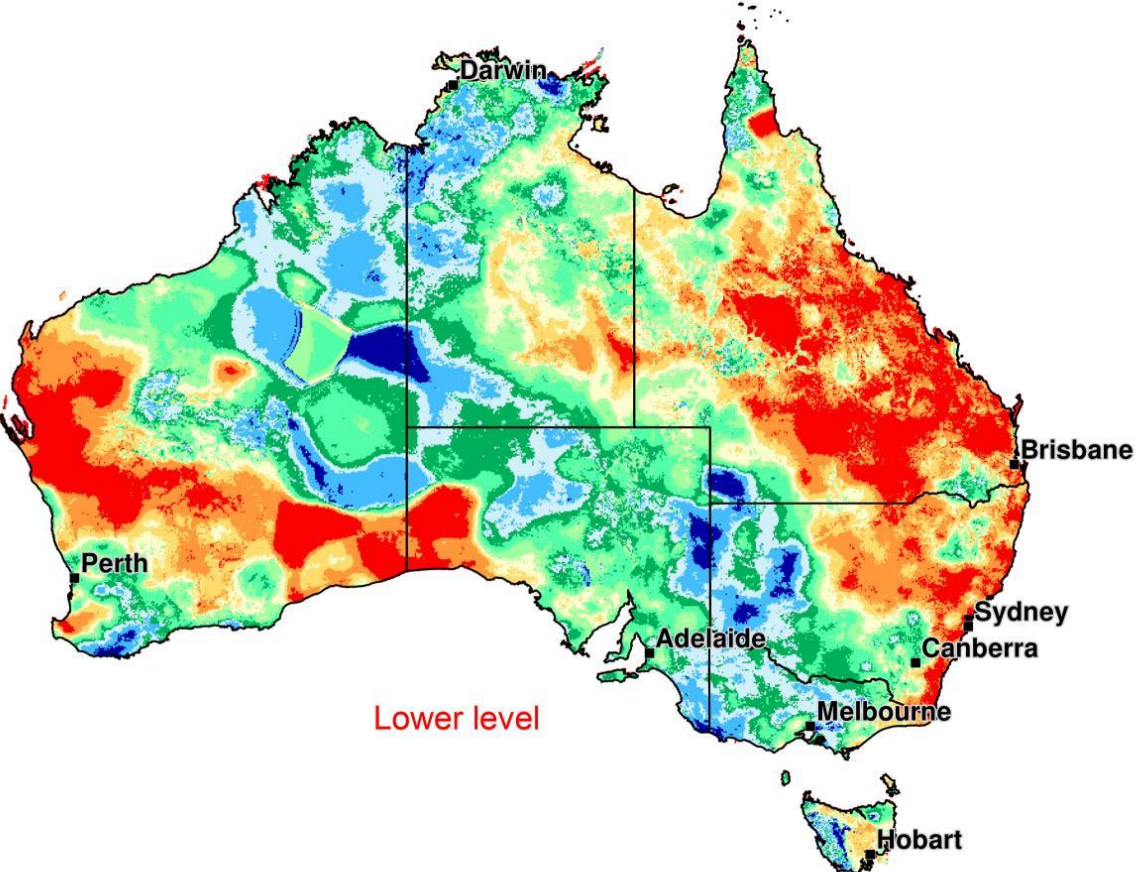 Darwin
Brisbane
Perth
Sydney
Adelaide
Canberra
Lower level
Melbourne
Hobart